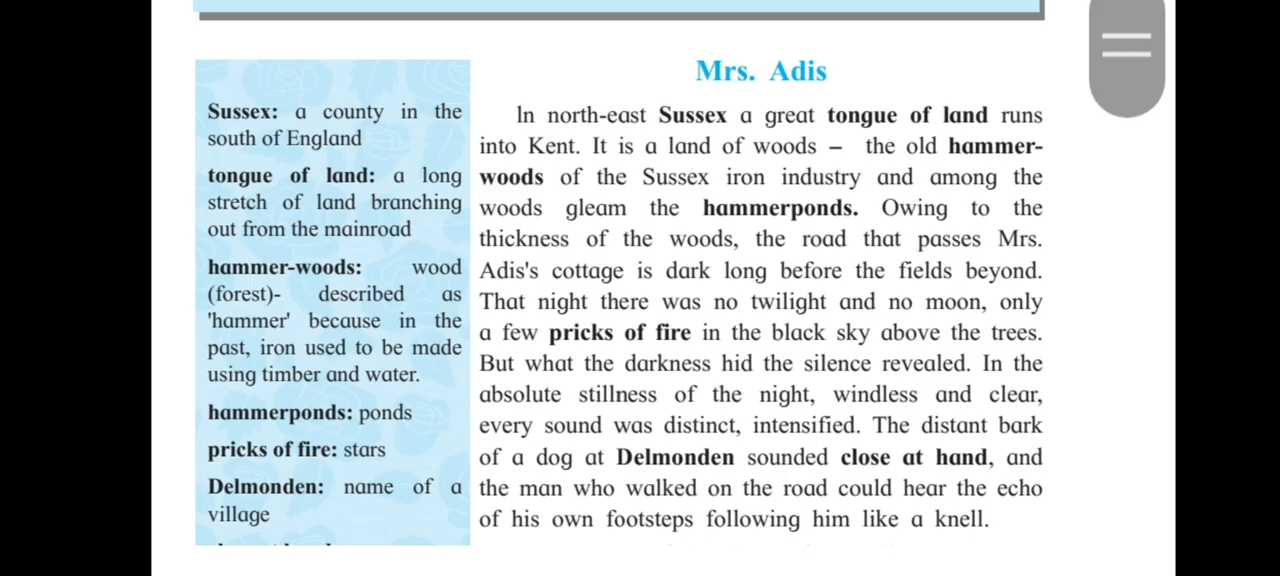 Mrs. Adis
Sussex: a county in the
south of England
tongue of land: a long
stretch of land branching
out from the mainroad
hammer-woods: wood
(forest)- described as
'hammer' because in the
past, iron used to be made
using timber and water.
hammerponds: ponds
pricks of fire: stars
Delmonden: name of a
village
In north-east Sussex a great tongue of land runs
into Kent. It is a land of woods – the old hammer-
woods of the Sussex iron industry and among the
woods gleam the hammerponds. Owing to the
thickness of the woods, the road that passes Mrs.
Adis's cottage is dark long before the fields beyond.
That night there was no twilight and no moon, only
a few pricks of fire in the black sky above the trees.
But what the darkness hid the silence revealed. In the
absolute stillness of the night, windless and clear,
every sound was distinct, intensified. The distant bark
of a dog at Delmonden sounded close at hand, and
the man who walked on the road could hear the echo
of his own footsteps following him like a knell.